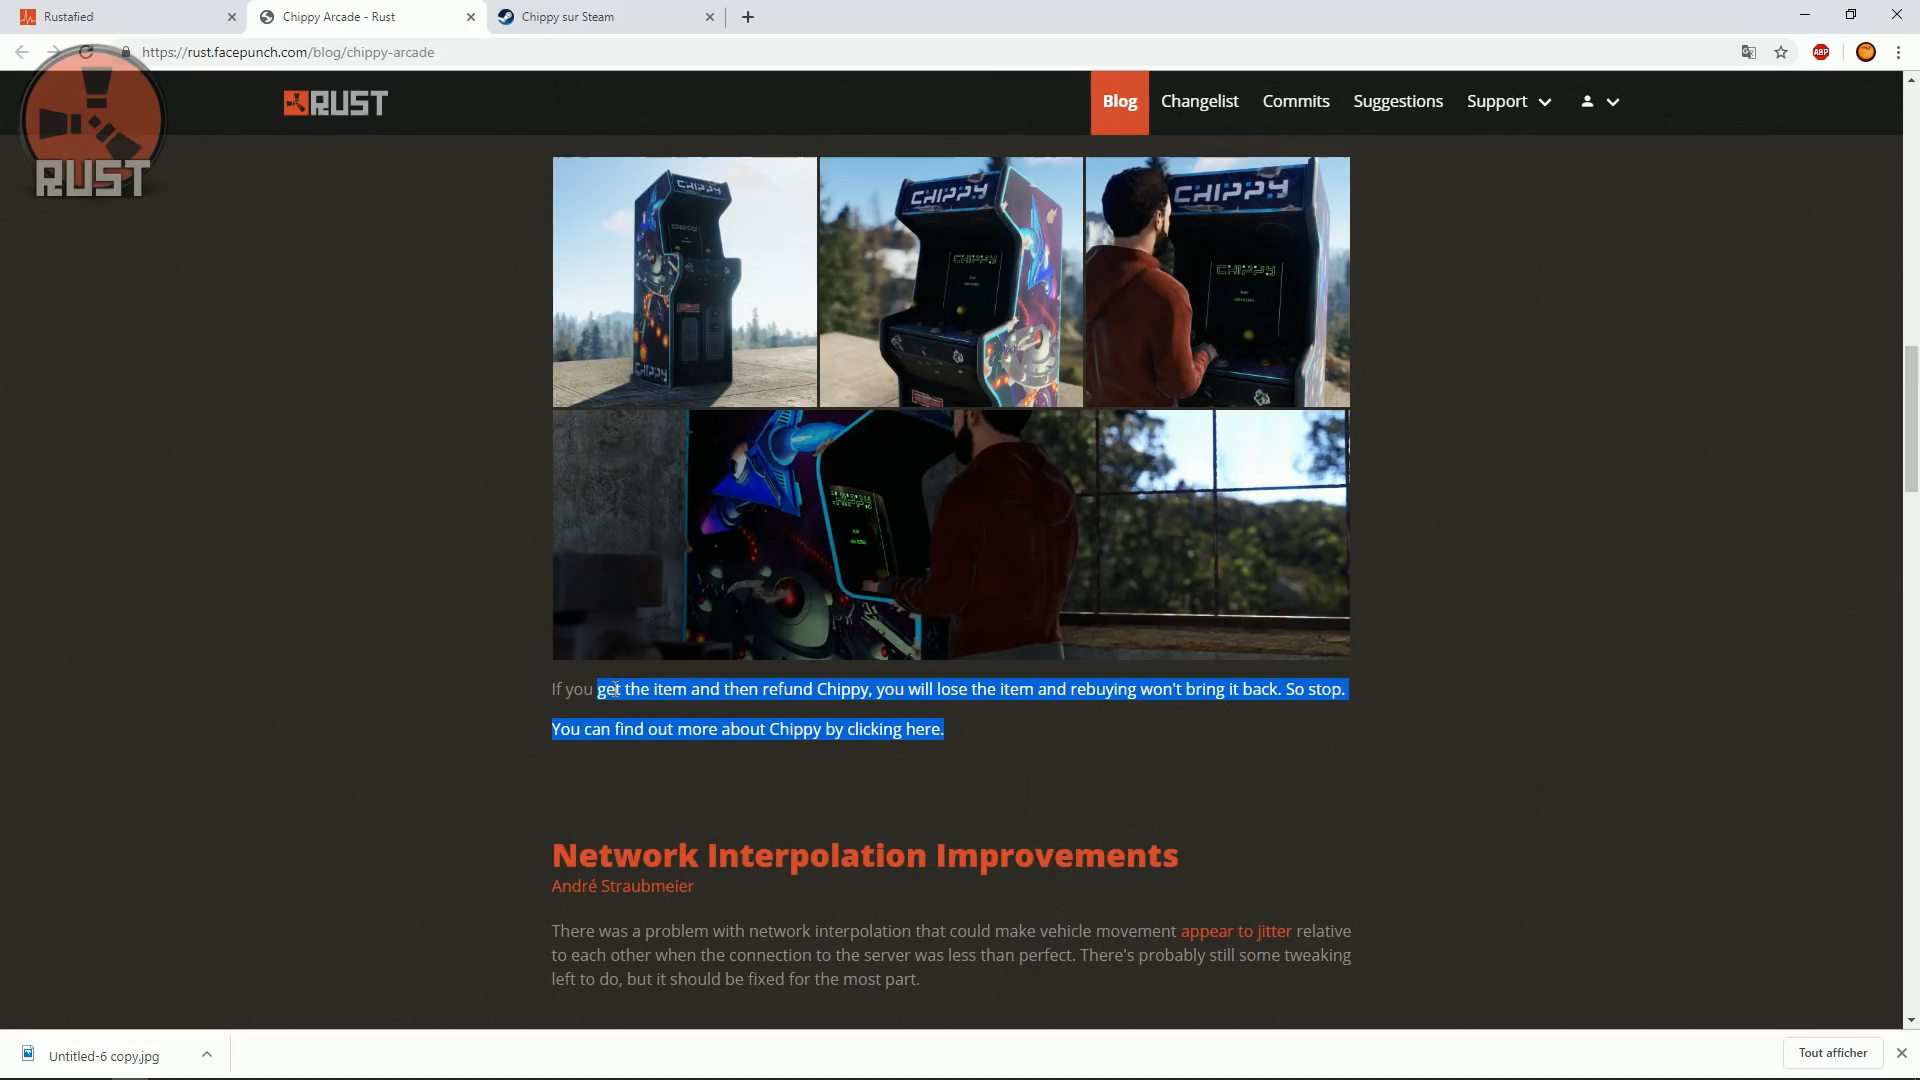 Rustafied
Chippy Arcade - Rust
Chippy sur Steam
https://rust.facepunch.com/blog/chippy-arcade
ABP
RUST
RUST
Blog
Changelist
Commits
Suggestions
Support
CHIPPY
CHIPPY
CHIPPY
CHIPPY
CHIPPY
CHIPPY
CHIPPY
If you get the item and then refund Chippy, you will lose the item and rebuying won't bring it back. So stop.
You can find out more about Chippy by clicking here.
Network Interpolation Improvements
André Straubmeier
There was a problem with network interpolation that could make vehicle movement appear to jitter relative
to each other when the connection to the server was less than perfect. There's probably still some tweaking
left to do, but it should be fixed for the most part.
Untitled-6 copy.jpg
Tout afficher